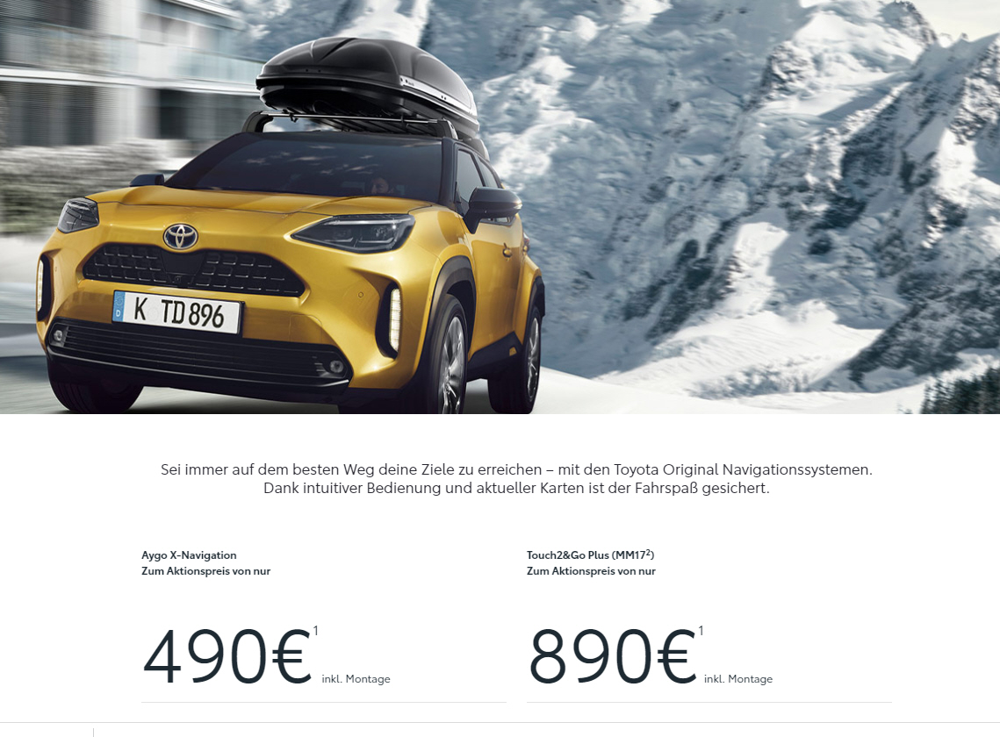 K TD 896
D
Sei immer auf dem besten Weg deine Ziele zu erreichen – mit den Toyota Original Navigationssystemen.
Dank intuitiver Bedienung und aktueller Karten ist der Fahrspaß gesichert.
Aygo X-Navigation
Zum Aktionspreis von nur
490€¹ inkl. Montage
Touch2&Go Plus (MM17²)
Zum Aktionspreis von nur
890€¹ inkl. Montage